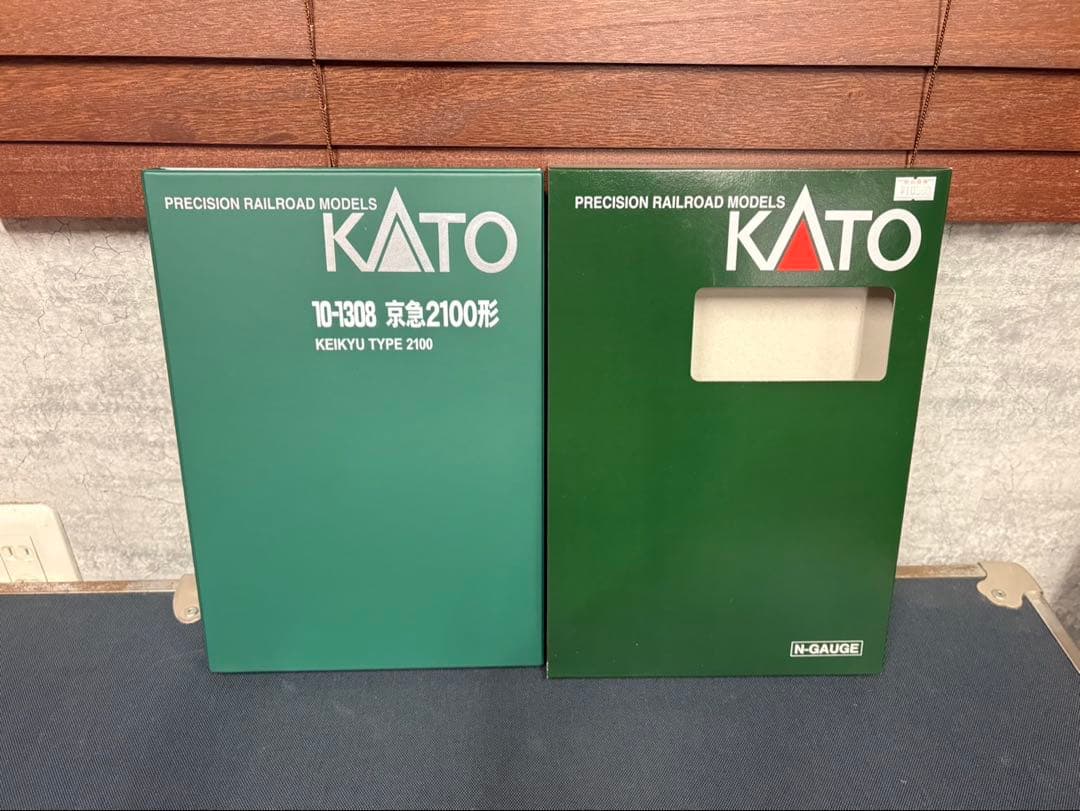 PRECISION RAILROAD MODELS
KATO
10-1308 京急2100形
KEIKYU TYPE 2100
PRECISION RAILROAD MODELS
KATO
N-GAUGE